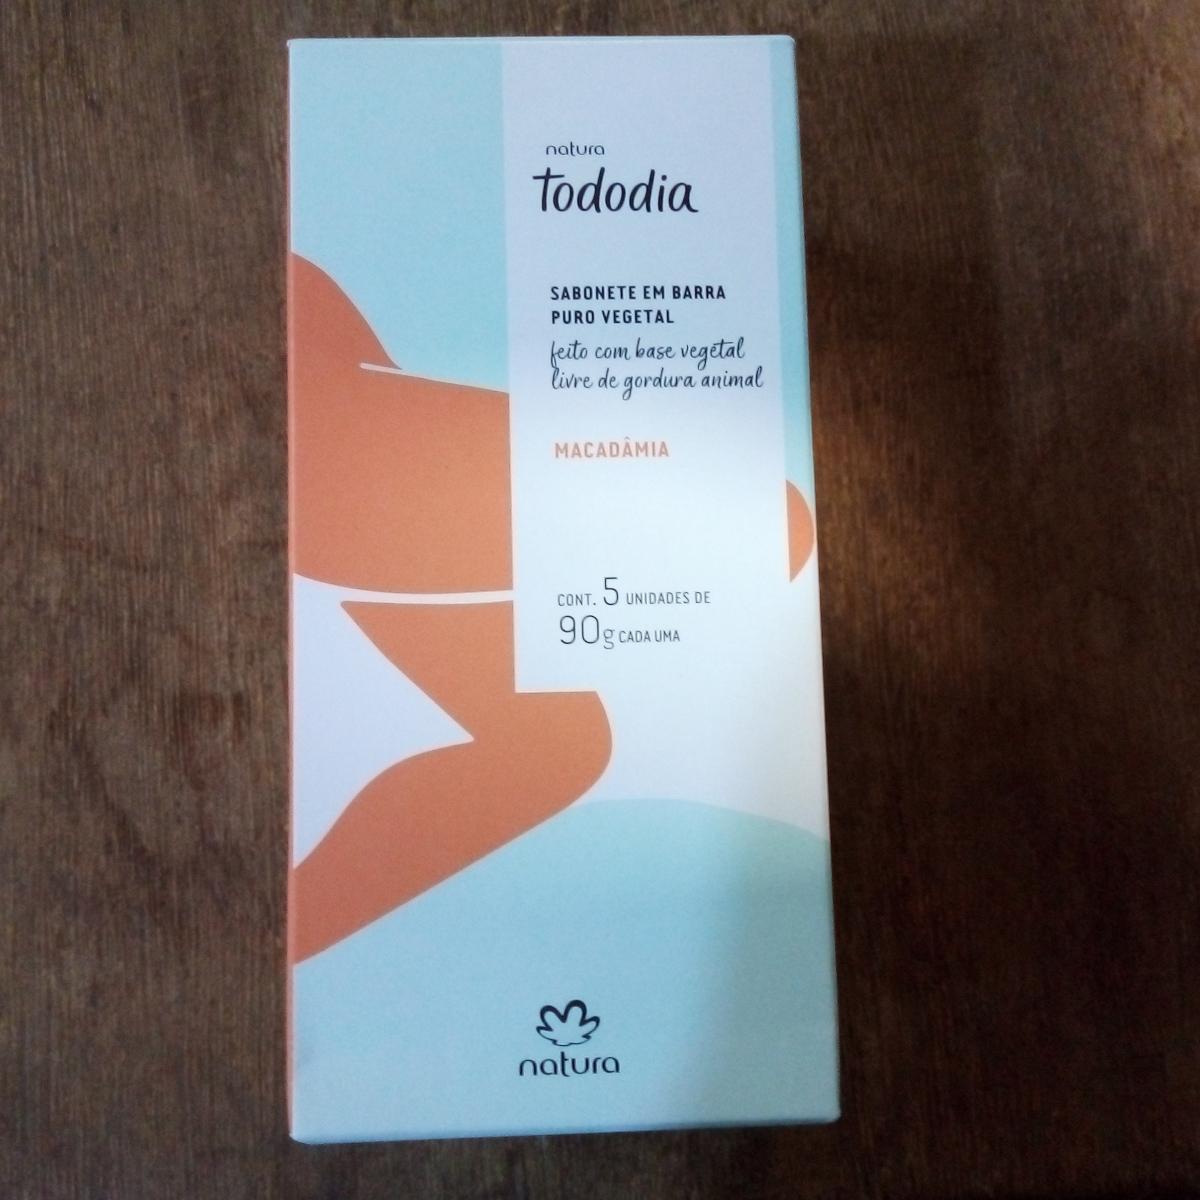 natura
Tododia
SABONETE EM BARRA
PURO VEGETAL
feito com base vegetal
livre de gordura animal
MACADÂMIA
CONT. 5 UNIDADES DE
90g CADA UMA
natura